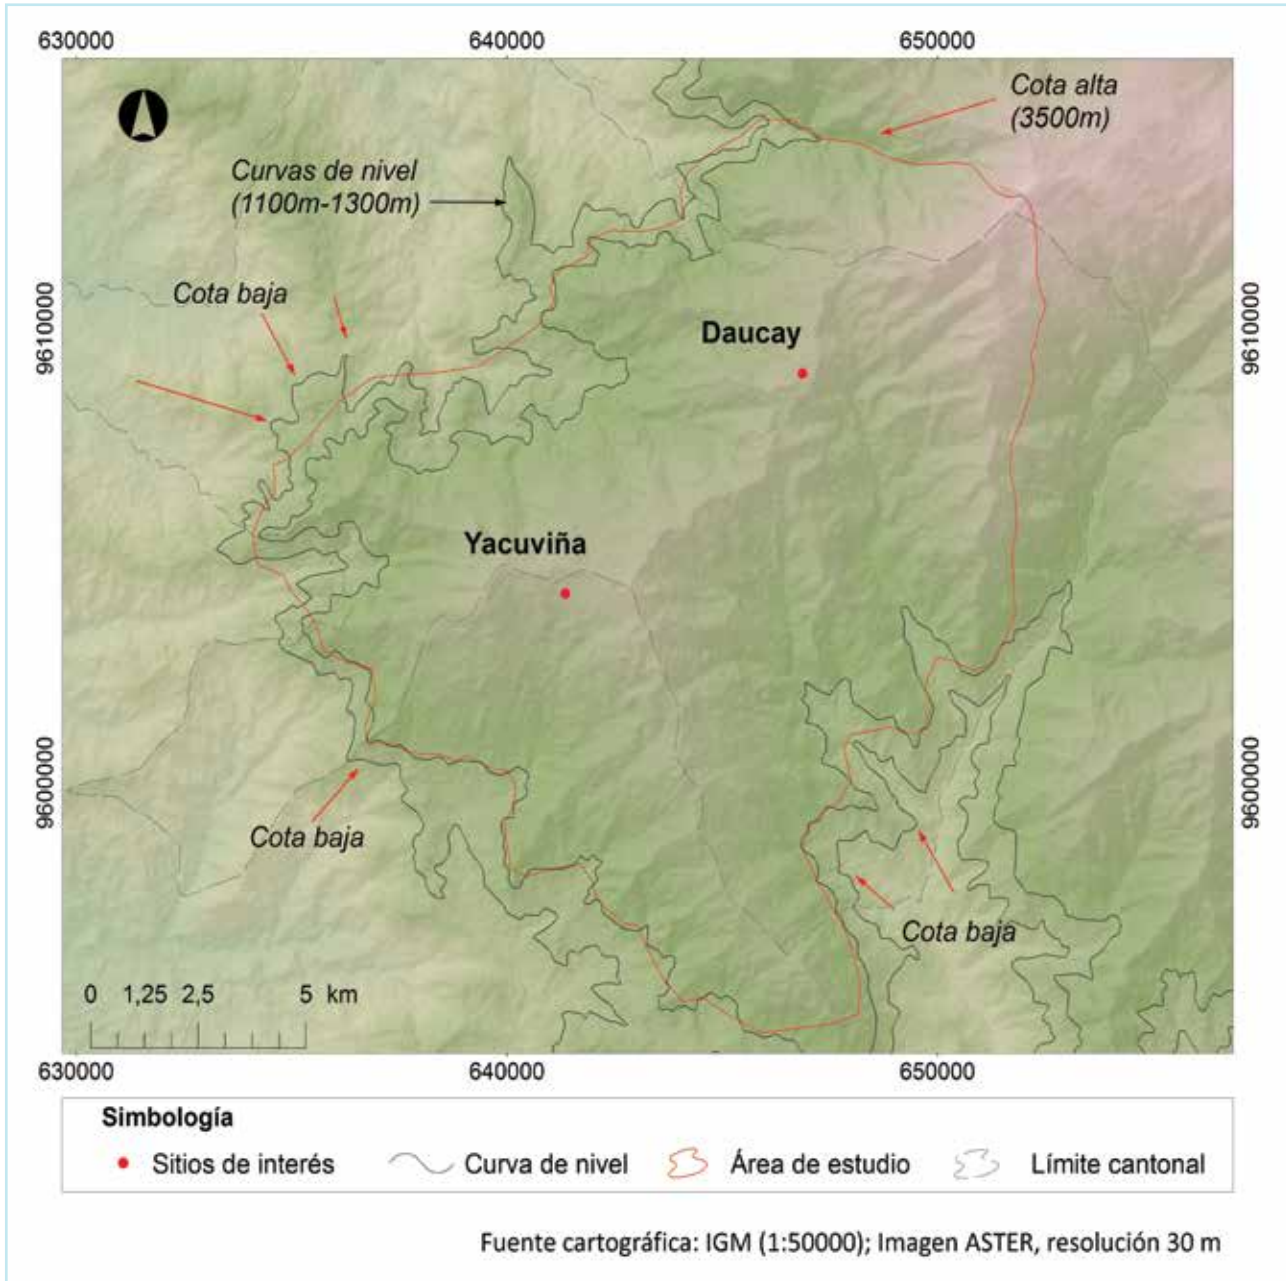 630000
640000
650000
Cota alta
(3500m)
Curvas de nivel
(1100m-1300m)
Cota baja
9610000
9610000
Daucay
Yacuviña
9600000
9600000
Cota baja
Cota baja
0 1,25 2,5 5 km
630000
640000
650000
Simbología
Sitios de interés
Curva de nivel
Área de estudio
Límite cantonal
Fuente cartográfica: IGM (1:50000); Imagen ASTER, resolución 30 m